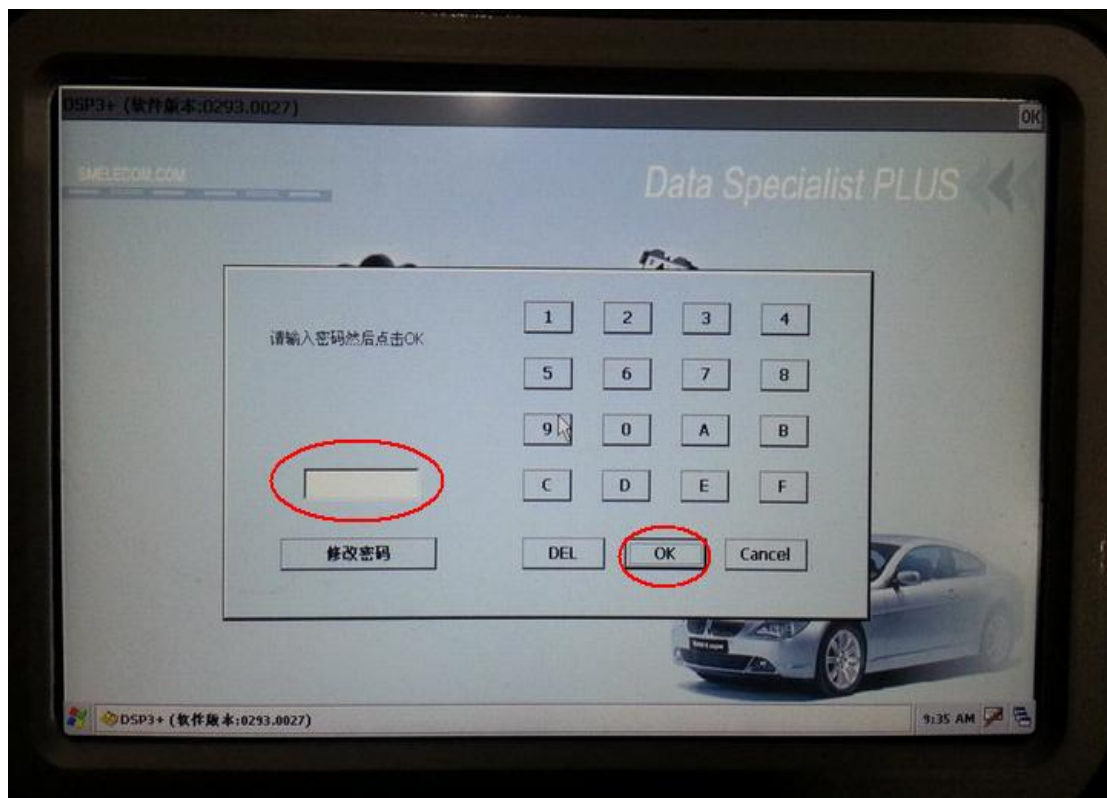 DSP3+ (软件版本:0293.0027)
OK
SMELECOM.COM
Data Specialist PLUS
请输入密码然后点击OK
1 2 3 4
5 6 7 8
9 0 A B
C D E F
修改密码 DEL OK Cancel
DSP3+ (软件版本:0293.0027) 9:35 AM